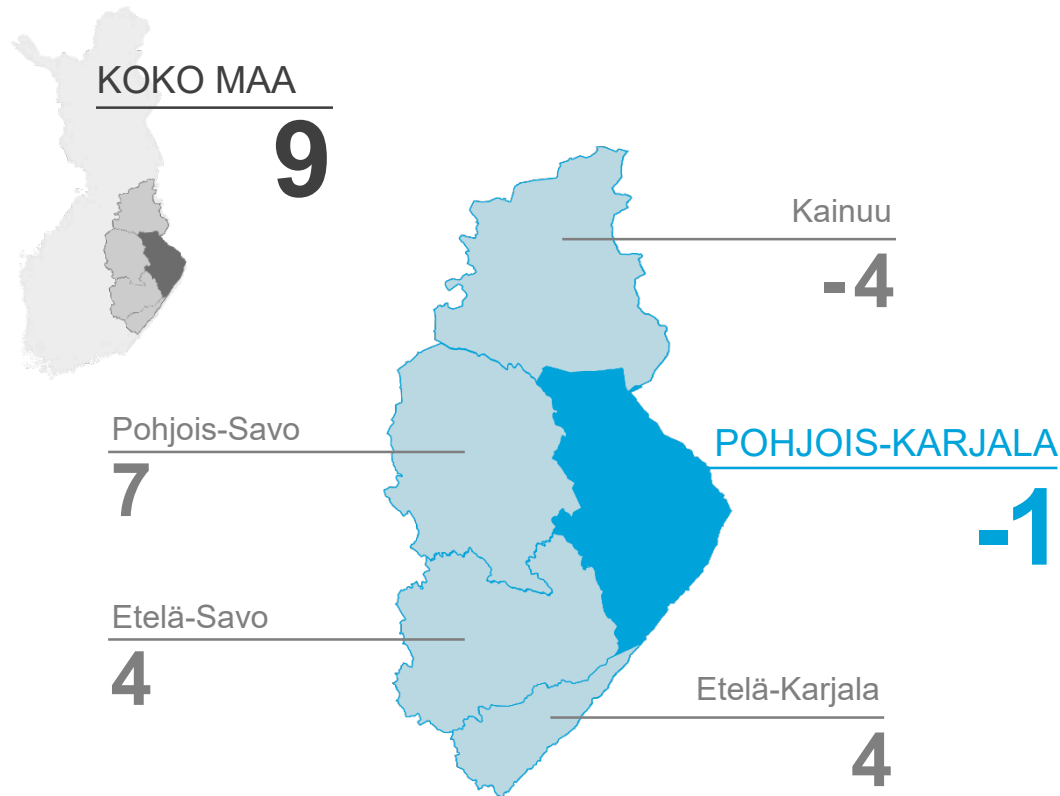 KOKO MAA
9
Kainuu
-4
Pohjois-Savo
7
POHJOIS-KARJALA
-1
Etelä-Savo
4
Etelä-Karjala
4